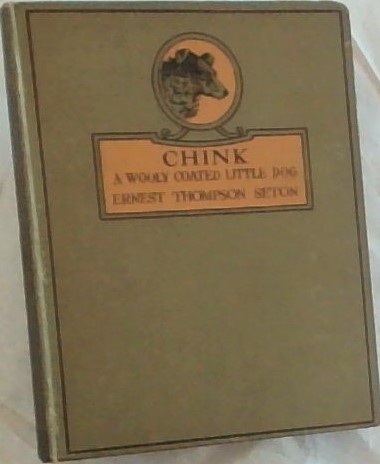 CHINK
A WOOLY COATED LITTLE DOG
ERNEST THOMPSON SETON